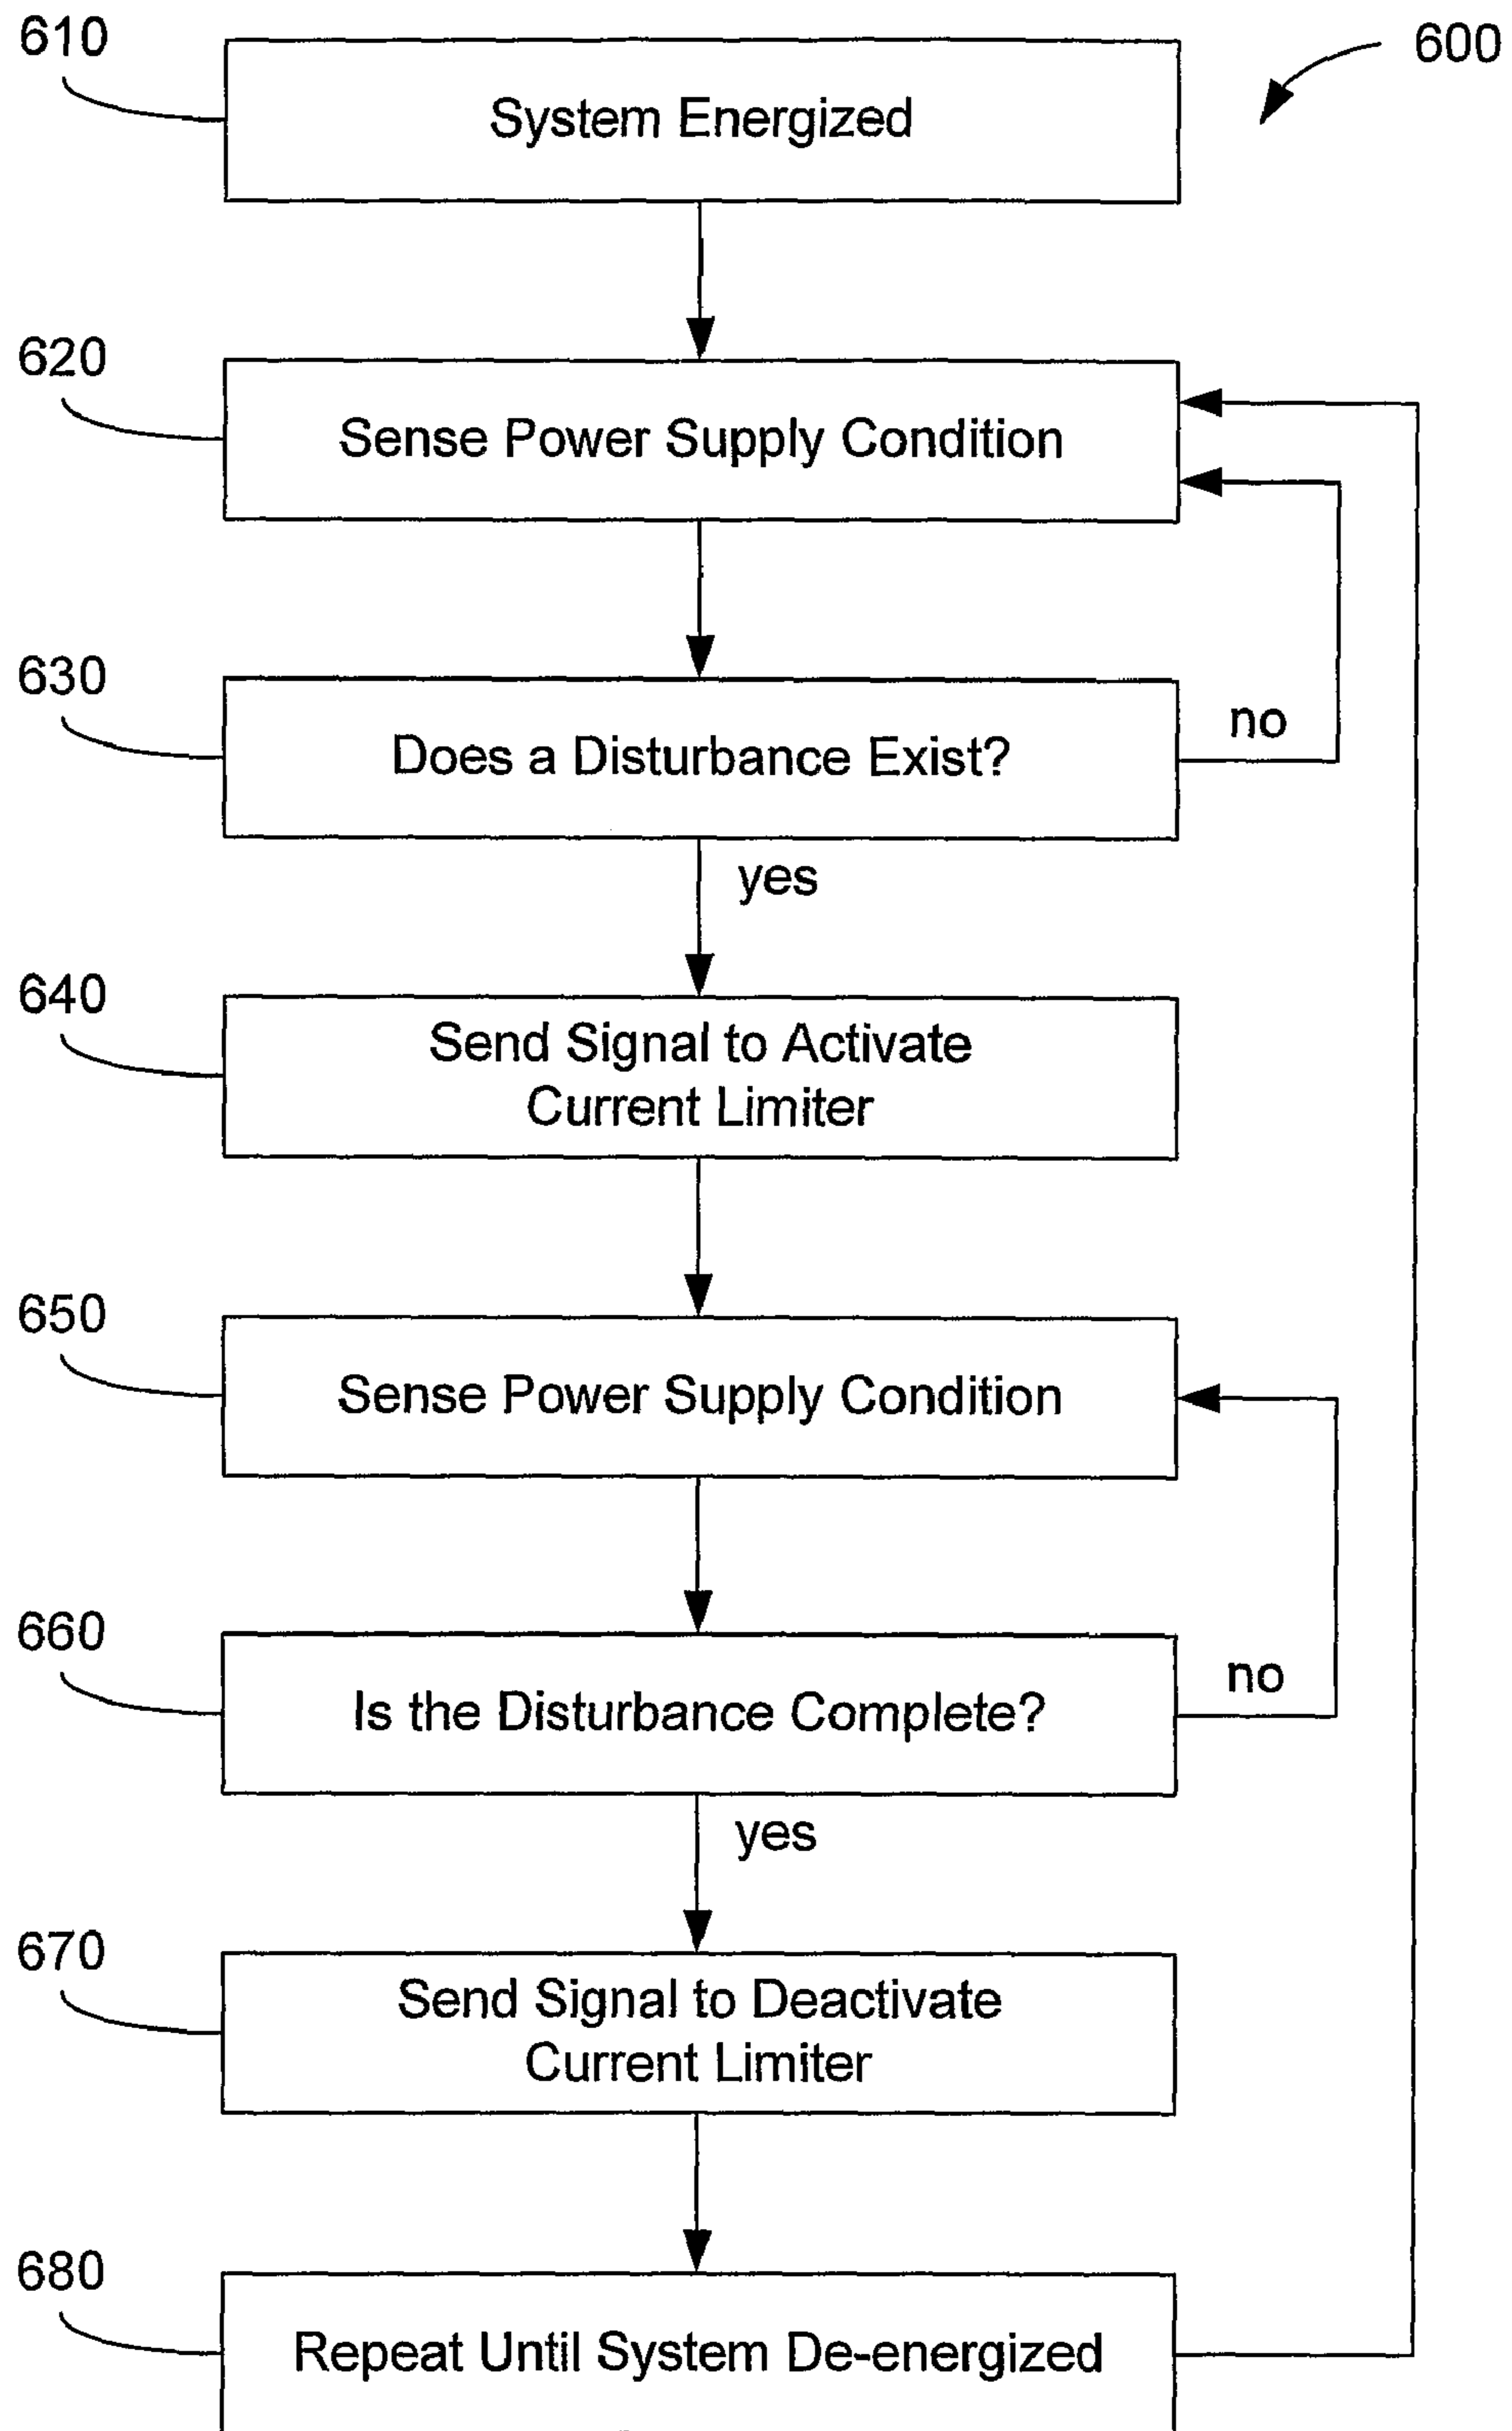 610
600
System Energized
620
Sense Power Supply Condition
630
Does a Disturbance Exist?
no
yes
640
Send Signal to Activate
Current Limiter
650
Sense Power Supply Condition
660
Is the Disturbance Complete?
no
yes
670
Send Signal to Deactivate
Current Limiter
680
Repeat Until System De-energized